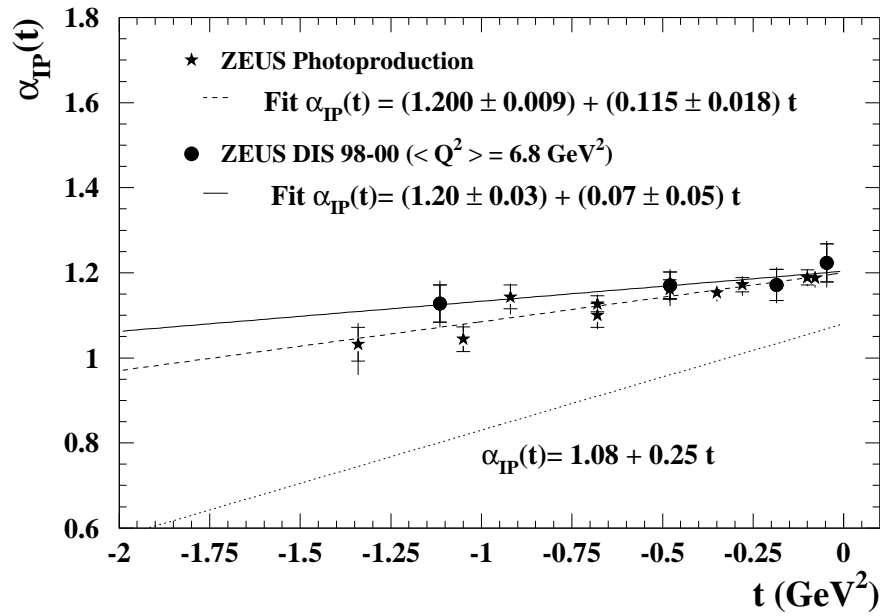 α_IP(t)
1.8
1.6
1.4
1.2
1
0.8
0.6
ZEUS Photoproduction
Fit α_IP(t) = (1.200 ± 0.009) + (0.115 ± 0.018) t
ZEUS DIS 98-00 (< Q² > = 6.8 GeV²)
Fit α_IP(t)= (1.20 ± 0.03) + (0.07 ± 0.05) t
α_IP(t)= 1.08 + 0.25 t
-2 -1.75 -1.5 -1.25 -1 -0.75 -0.5 -0.25 0
t (GeV²)